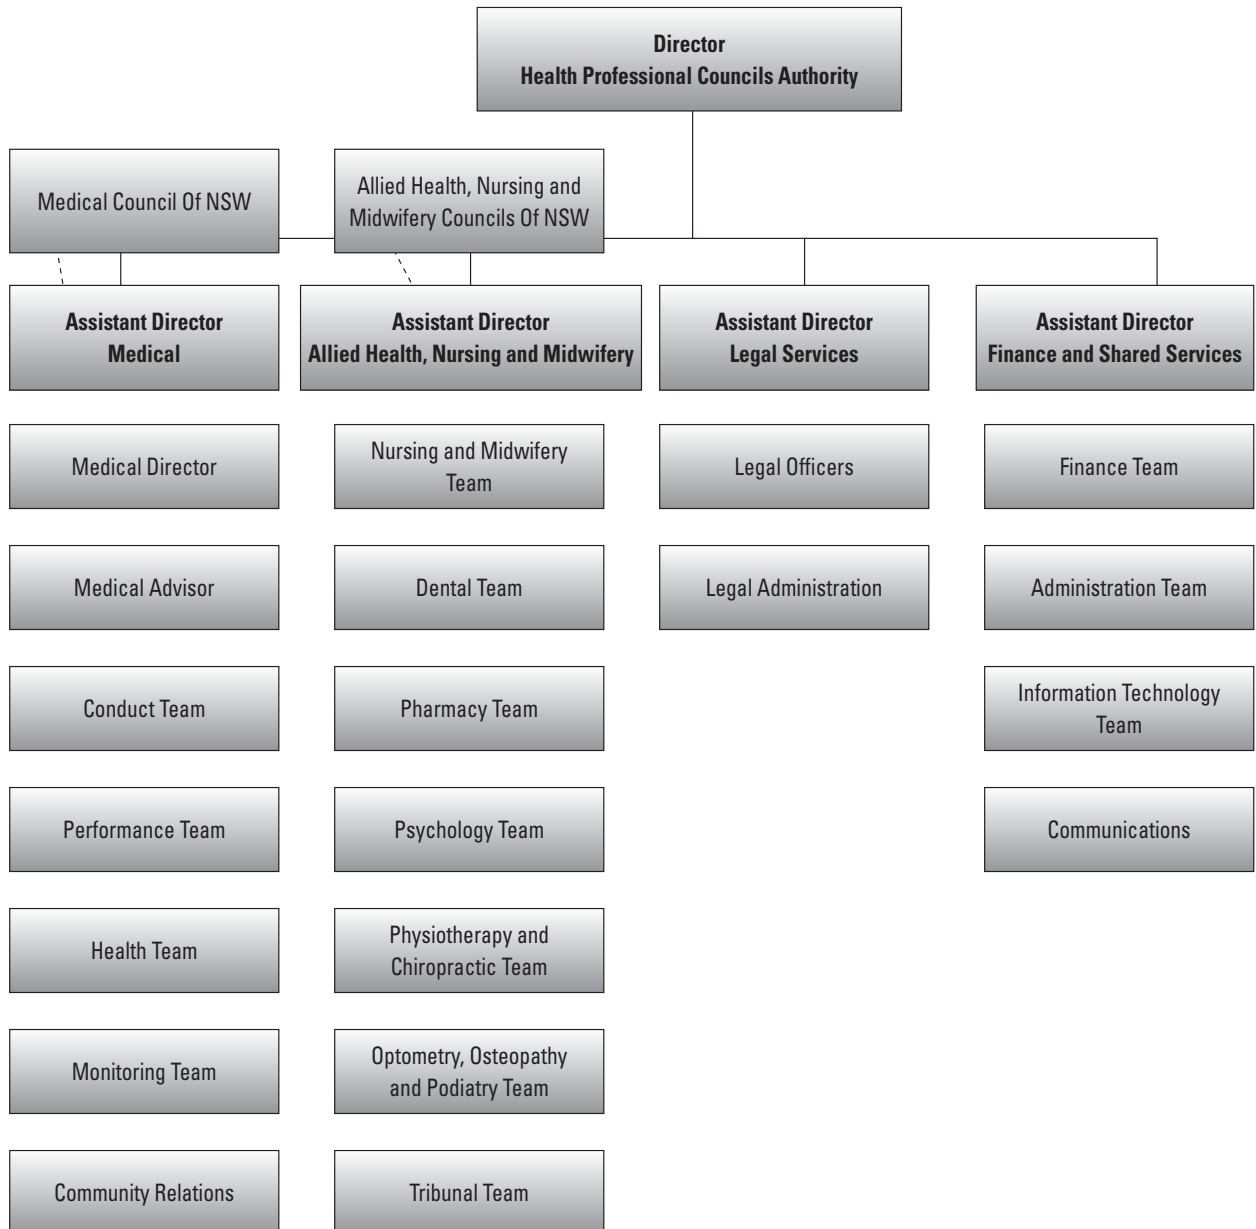 Director
Health Professional Councils Authority
Medical Council Of NSW
Allied Health, Nursing and
Midwifery Councils Of NSW
Assistant Director
Medical
Assistant Director
Allied Health, Nursing and Midwifery
Assistant Director
Legal Services
Assistant Director
Finance and Shared Services
Medical Director
Nursing and Midwifery
Team
Legal Officers
Finance Team
Medical Advisor
Dental Team
Legal Administration
Administration Team
Conduct Team
Pharmacy Team
Information Technology
Team
Performance Team
Psychology Team
Communications
Health Team
Physiotherapy and
Chiropractic Team
Monitoring Team
Optometry, Osteopathy
and Podiatry Team
Community Relations
Tribunal Team